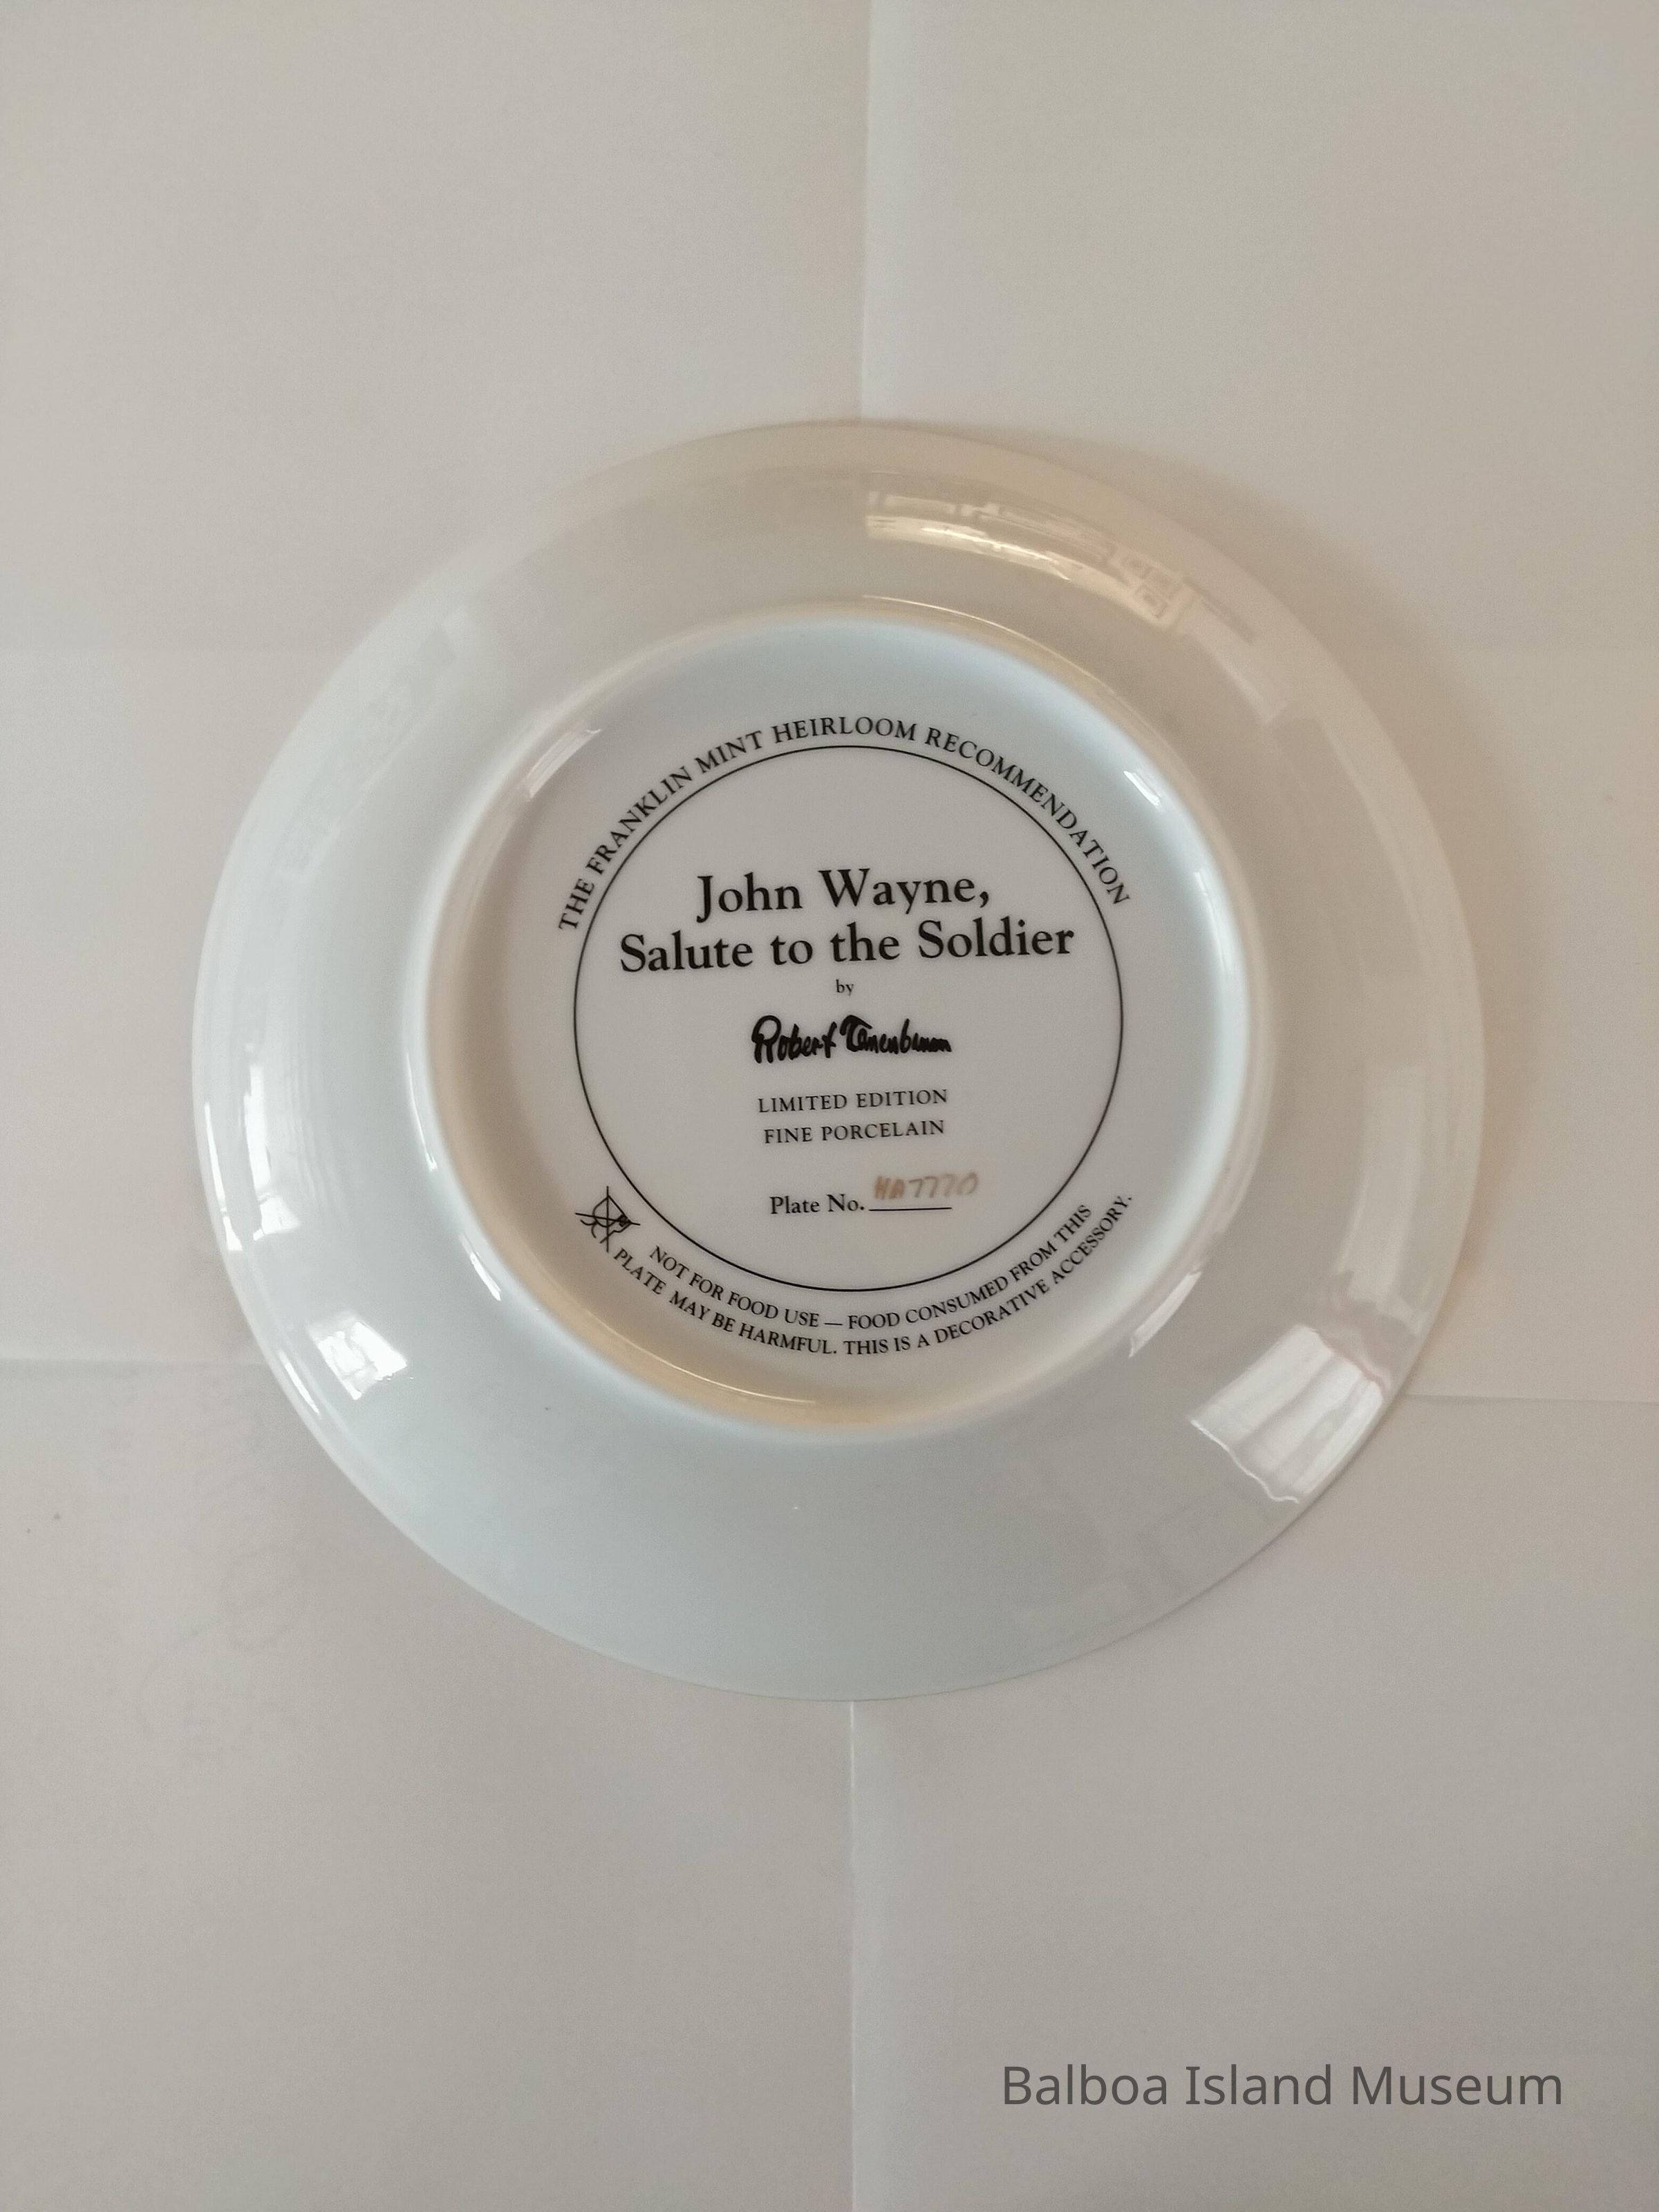 THE FRANKLIN MINT HEIRLOOM RECOMMENDATION
John Wayne,
Salute to the Soldier
by
Robert Tanenbaum
LIMITED EDITION
FINE PORCELAIN
Plate No. HA7770
NOT FOR FOOD USE — FOOD CONSUMED FROM THIS
PLATE MAY BE HARMFUL. THIS IS A DECORATIVE ACCESSORY.
Balboa Island Museum